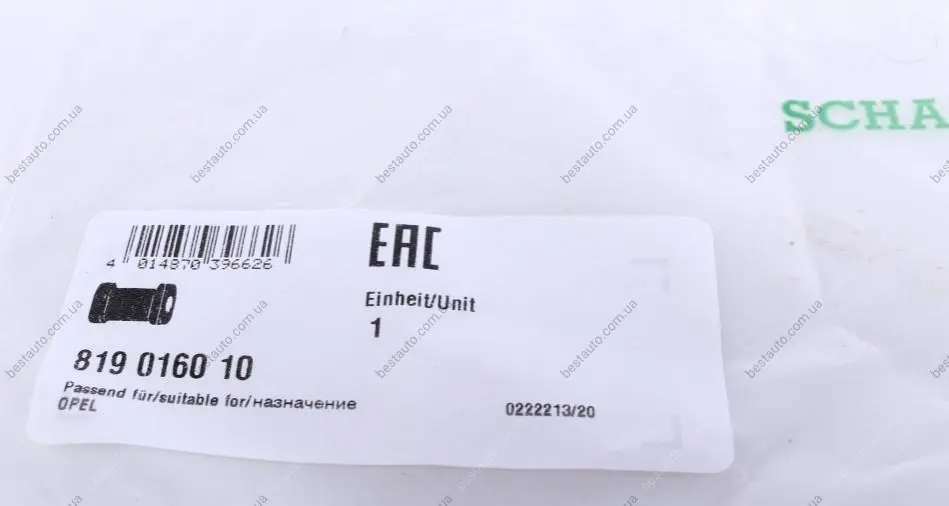 SCHA
4 014870 396626
EAC
Einheit/Unit
1
819 0160 10
Passend für/suitable for/назначение
OPEL
0222213/20
bestauto.com.ua